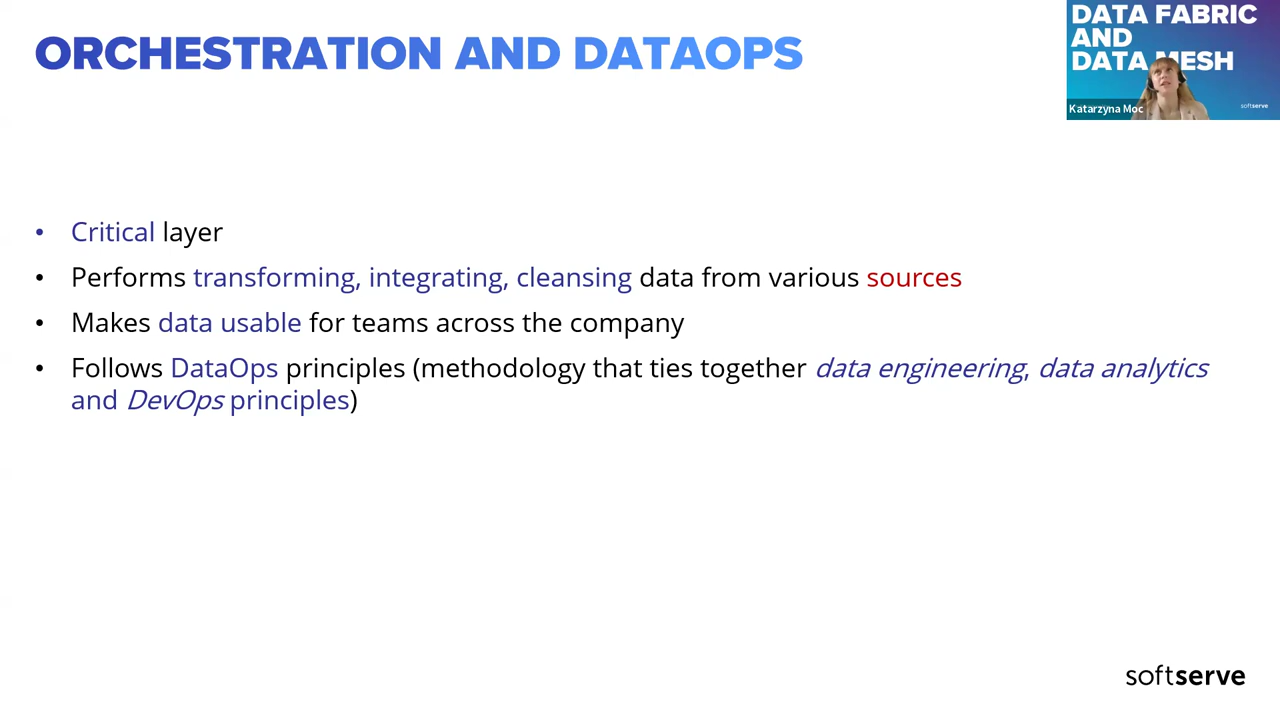 ORCHESTRATION AND DATAOPS
DATA FABRIC
AND
DATA MESH
softserve
Katarzyna Moc
• Critical layer
• Performs transforming, integrating, cleansing data from various sources
• Makes data usable for teams across the company
• Follows DataOps principles (methodology that ties together data engineering, data analytics
and DevOps principles)
softserve